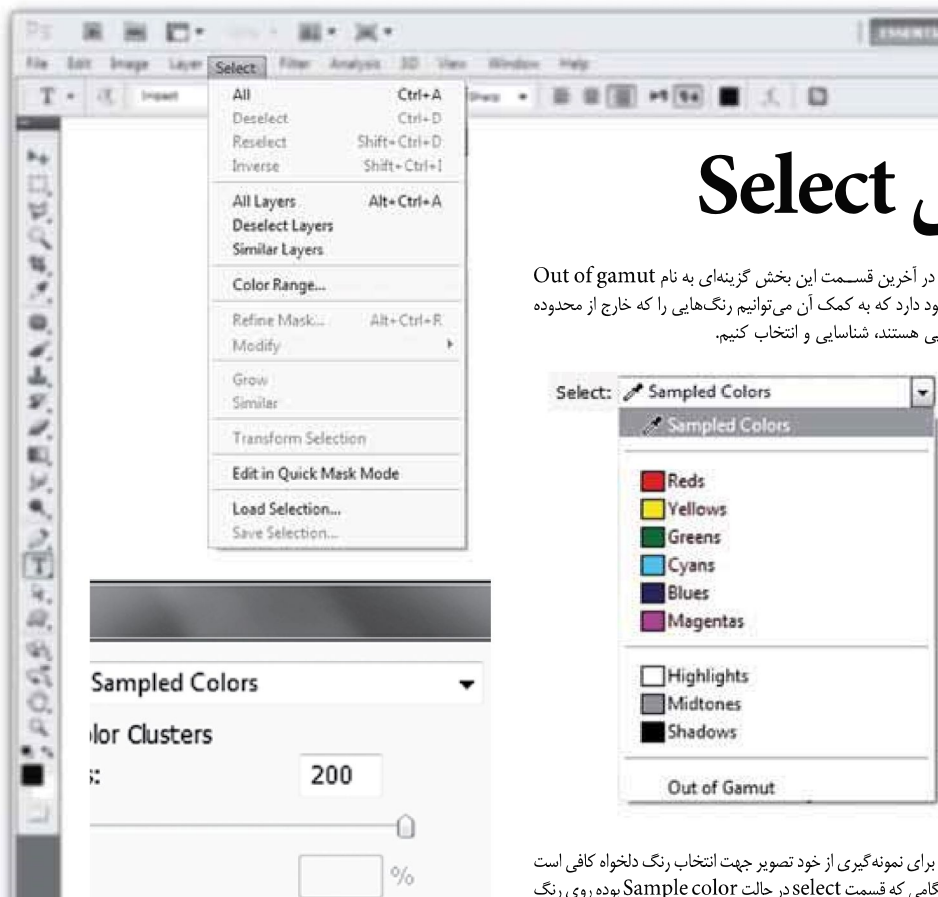 Ps
ESSENTI
File Edit Image Layer Select Filter Analysis 3D View Window Help
T Impact Sharp
Select
All Ctrl+A
Deselect Ctrl+D
Reselect Shift+Ctrl+D
Inverse Shift+Ctrl+I
All Layers Alt+Ctrl+A
Deselect Layers
Similar Layers
Color Range...
Refine Mask... Alt+Ctrl+R
Modify
Grow
Similar
Transform Selection
Edit in Quick Mask Mode
Load Selection...
Save Selection...
در آخرین قسمت این بخش گزینه‌ای به نام Out of gamut
ود دارد که به کمک آن می‌توانیم رنگ‌هایی را که خارج از محدوده
یی هستند، شناسایی و انتخاب کنیم.
Select: Sampled Colors
Sampled Colors
Reds
Yellows
Greens
Cyans
Blues
Magentas
Highlights
Midtones
Shadows
Out of Gamut
Sampled Colors
lor Clusters
s: 200
%
برای نمونه‌گیری از خود تصویر جهت انتخاب رنگ دلخواه کافی است
گامی که قسمت select در حالت Sample color بوده روی رنگ